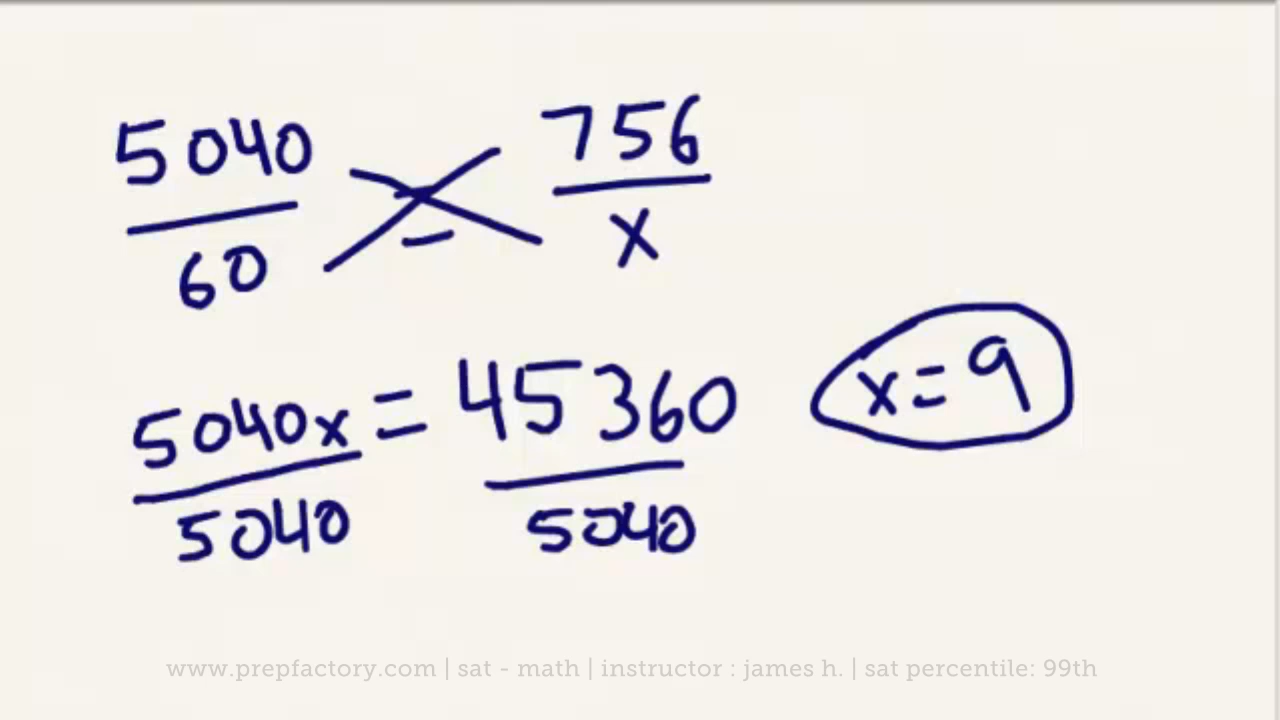 5040 = 756
60 x
5040x = 45360
5040 5040
x = 9
www.prepfactory.com | sat - math | instructor : james h. | sat percentile: 99th